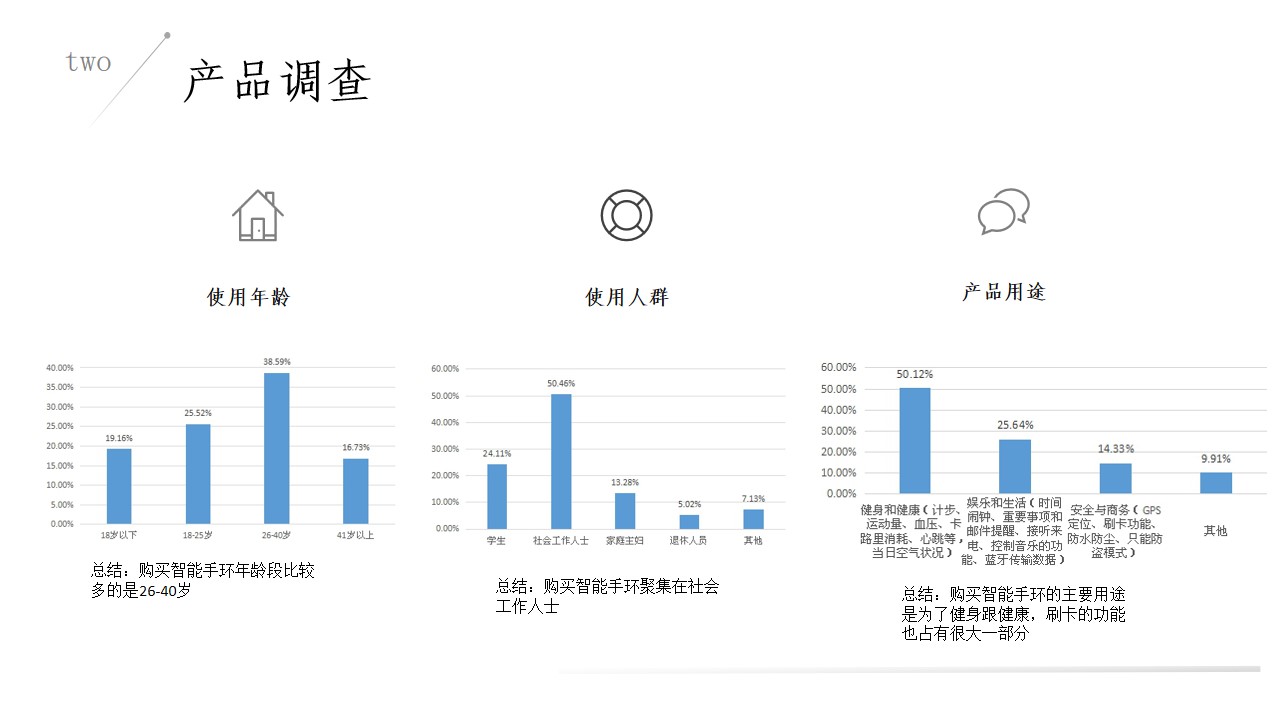 two
产品调查
使用年龄
40.00%
35.00%
30.00%
25.00%
20.00%
15.00%
10.00%
5.00%
0.00%
19.16%
25.52%
38.59%
16.73%
18岁以下
18-25岁
26-40岁
41岁以上
总结：购买智能手环年龄段比较
多的是26-40岁
使用人群
60.00%
50.00%
40.00%
30.00%
20.00%
10.00%
0.00%
24.11%
50.46%
13.28%
5.02%
7.13%
学生
社会工作人士
家庭主妇
退休人员
其他
总结：购买智能手环聚集在社会
工作人士
产品用途
60.00%
50.00%
40.00%
30.00%
20.00%
10.00%
0.00%
50.12%
25.64%
14.33%
9.91%
健身和健康（计步、
运动量、血压、卡
路里消耗、心跳等，
当日空气状况）
娱乐和生活（时间
闹钟、重要事项和
邮件提醒、接听来
电、控制音乐的功
能、蓝牙传输数据）
安全与商务（GPS
定位、刷卡功能、
防水防尘、只能防
盗模式）
其他
总结：购买智能手环的主要用途
是为了健身跟健康，刷卡的功能
也占有很大一部分